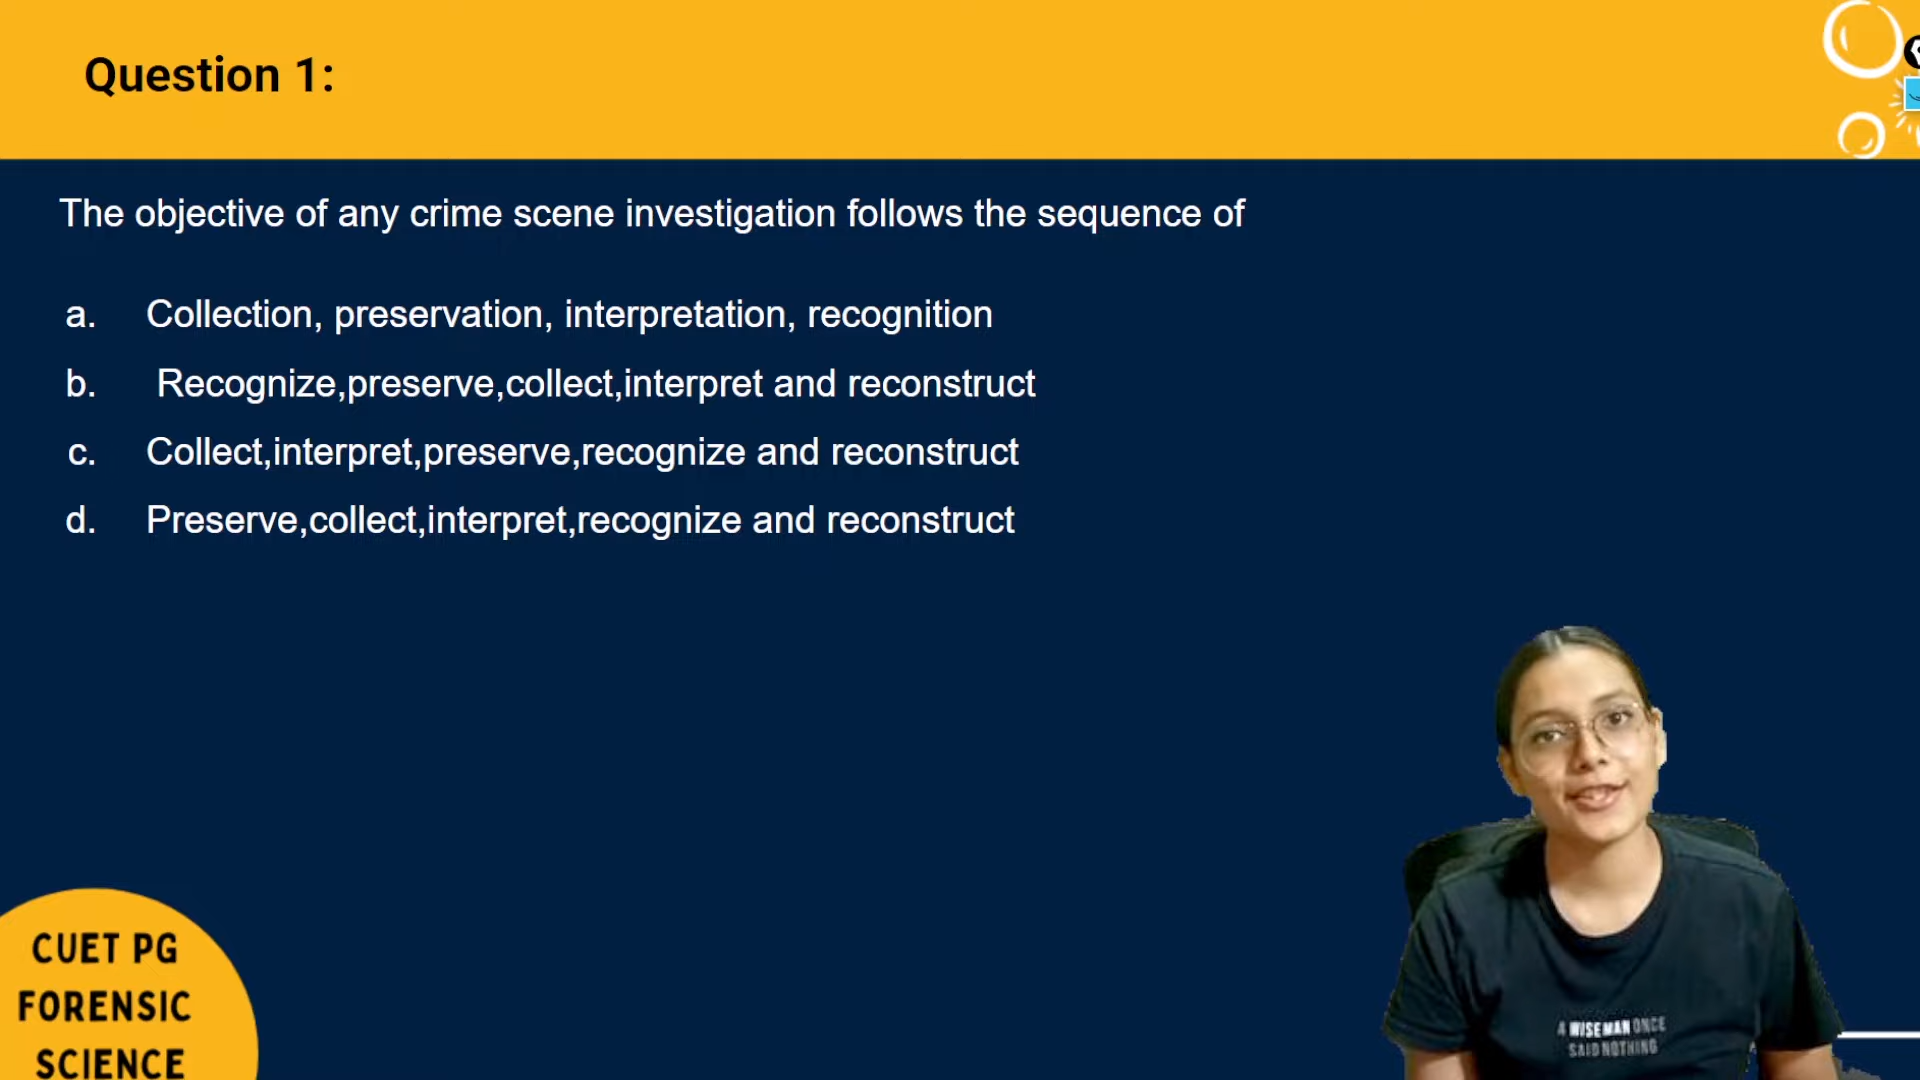 Question 1:
The objective of any crime scene investigation follows the sequence of
a. Collection, preservation, interpretation, recognition
b. Recognize,preserve,collect,interpret and reconstruct
c. Collect,interpret,preserve,recognize and reconstruct
d. Preserve,collect,interpret,recognize and reconstruct
CUET PG
FORENSIC
SCIENCE
A WISE MAN ONCE
SAID NOTHING